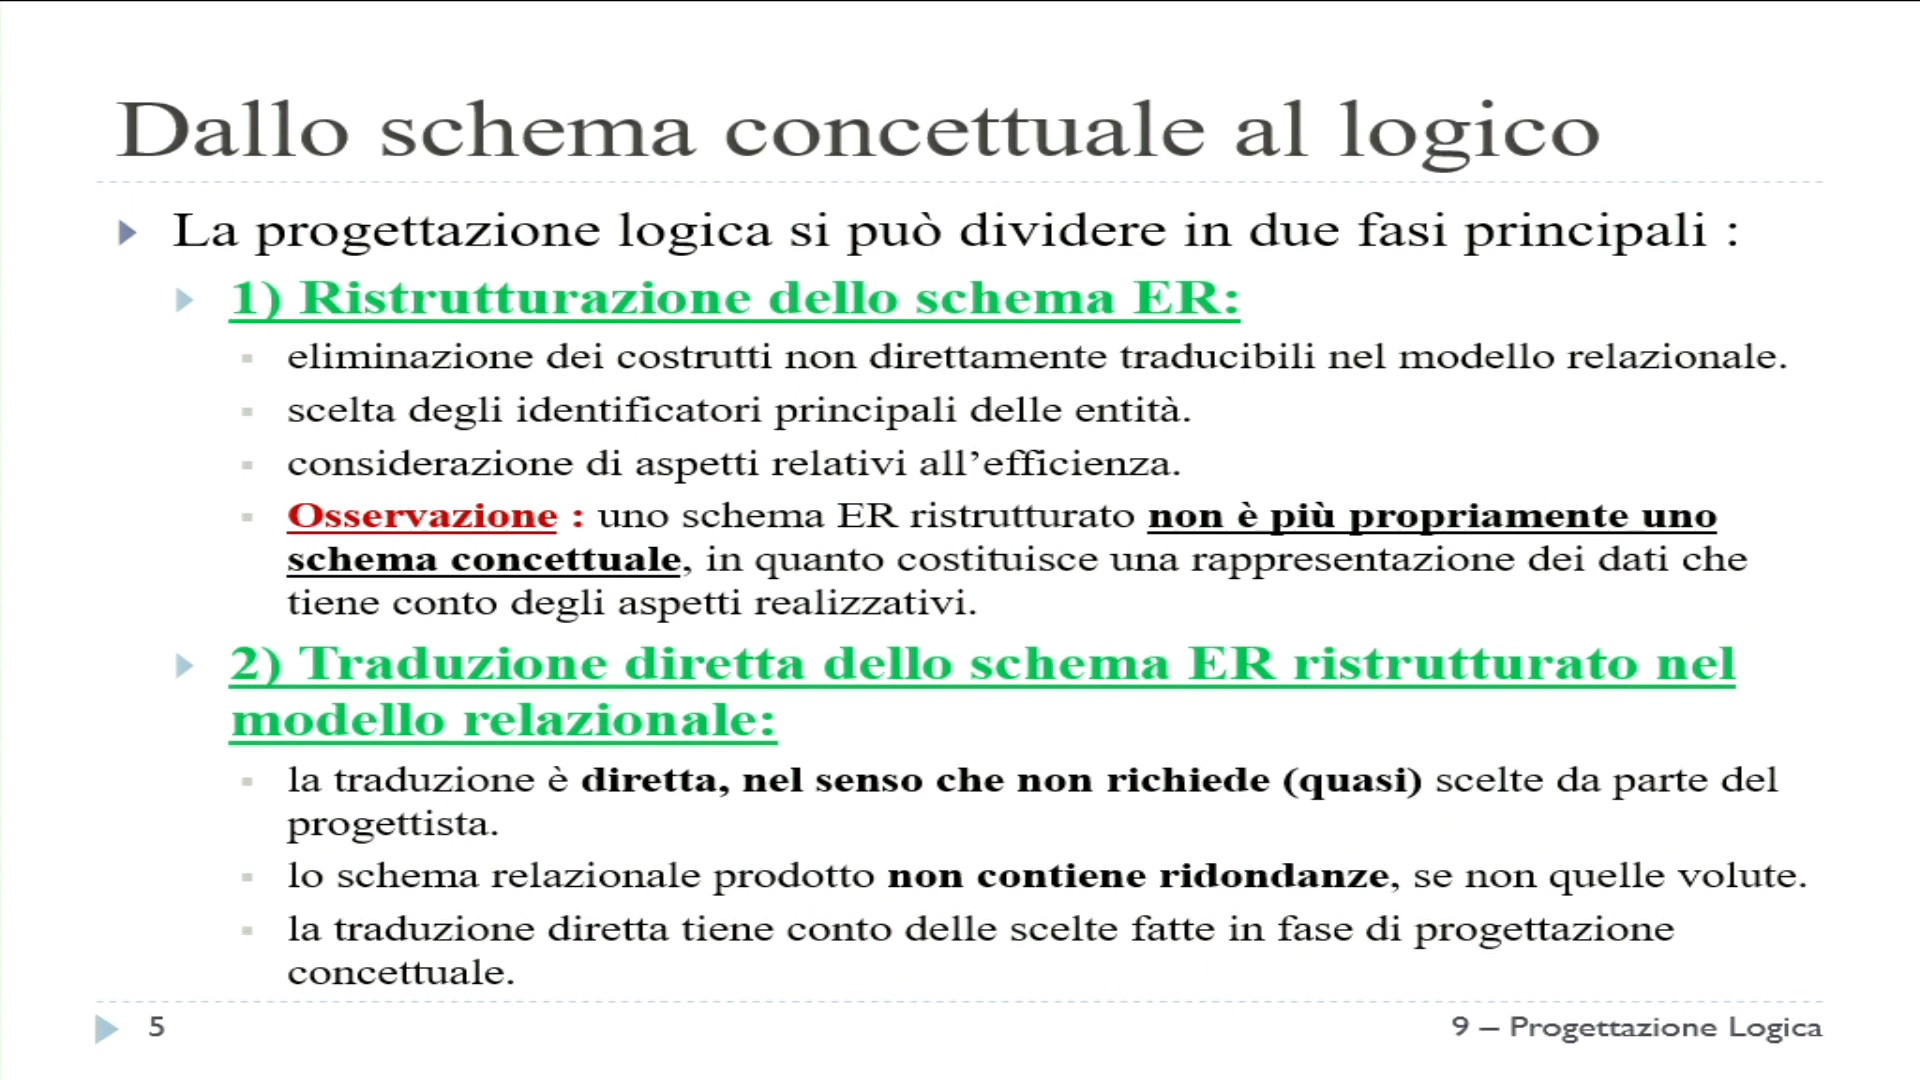 Dallo schema concettuale al logico
La progettazione logica si può dividere in due fasi principali :
1) Ristrutturazione dello schema ER:
eliminazione dei costrutti non direttamente traducibili nel modello relazionale.
scelta degli identificatori principali delle entità.
considerazione di aspetti relativi all’efficienza.
Osservazione : uno schema ER ristrutturato non è più propriamente uno
schema concettuale, in quanto costituisce una rappresentazione dei dati che
tiene conto degli aspetti realizzativi.
2) Traduzione diretta dello schema ER ristrutturato nel
modello relazionale:
la traduzione è diretta, nel senso che non richiede (quasi) scelte da parte del
progettista.
lo schema relazionale prodotto non contiene ridondanze, se non quelle volute.
la traduzione diretta tiene conto delle scelte fatte in fase di progettazione
concettuale.
5
9 – Progettazione Logica